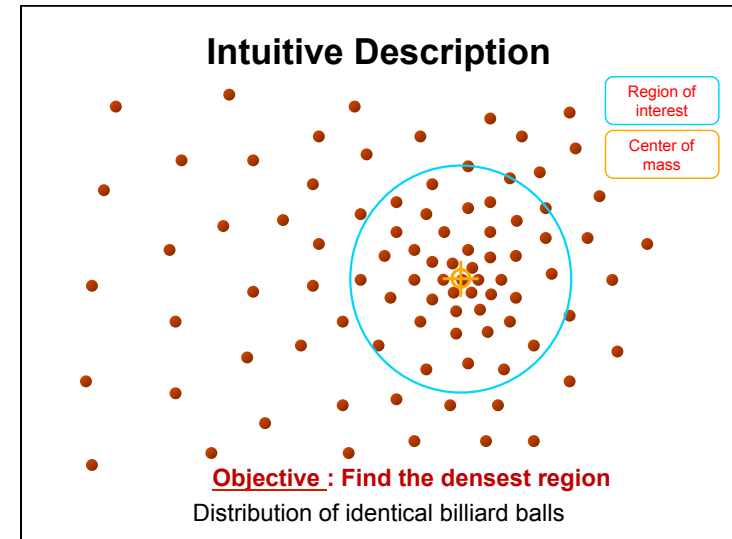 Intuitive Description
Region of
interest
Center of
mass
Objective : Find the densest region
Distribution of identical billiard balls